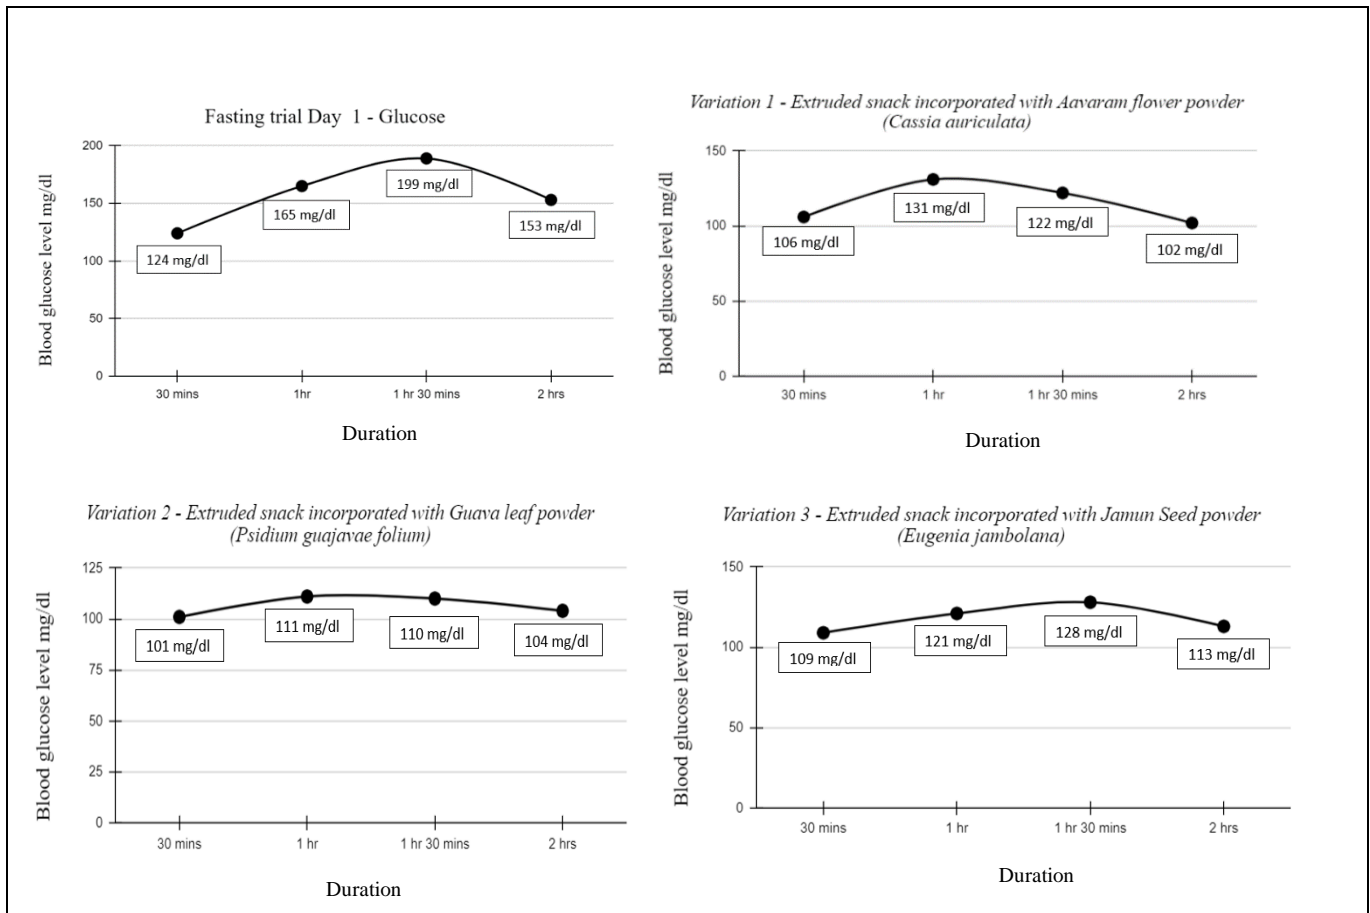 Fasting trial Day 1 - Glucose
Blood glucose level mg/dl
200
150
100
50
0
124 mg/dl
165 mg/dl
199 mg/dl
153 mg/dl
30 mins
1hr
1 hr 30 mins
2 hrs
Duration
Variation 1 - Extruded snack incorporated with Aavaram flower powder
(Cassia auriculata)
Blood glucose level mg/dl
150
100
50
0
106 mg/dl
131 mg/dl
122 mg/dl
102 mg/dl
30 mins
1 hr
1 hr 30 mins
2 hrs
Duration
Variation 2 - Extruded snack incorporated with Guava leaf powder
(Psidium guajavae folium)
Blood glucose level mg/dl
125
100
75
50
25
0
101 mg/dl
111 mg/dl
110 mg/dl
104 mg/dl
30 mins
1 hr
1 hr 30 mins
2 hrs
Duration
Variation 3 - Extruded snack incorporated with Jamun Seed powder
(Eugenia jambolana)
Blood glucose level mg/dl
150
100
50
0
109 mg/dl
121 mg/dl
128 mg/dl
113 mg/dl
30 mins
1 hr
1 hr 30 mins
2 hrs
Duration